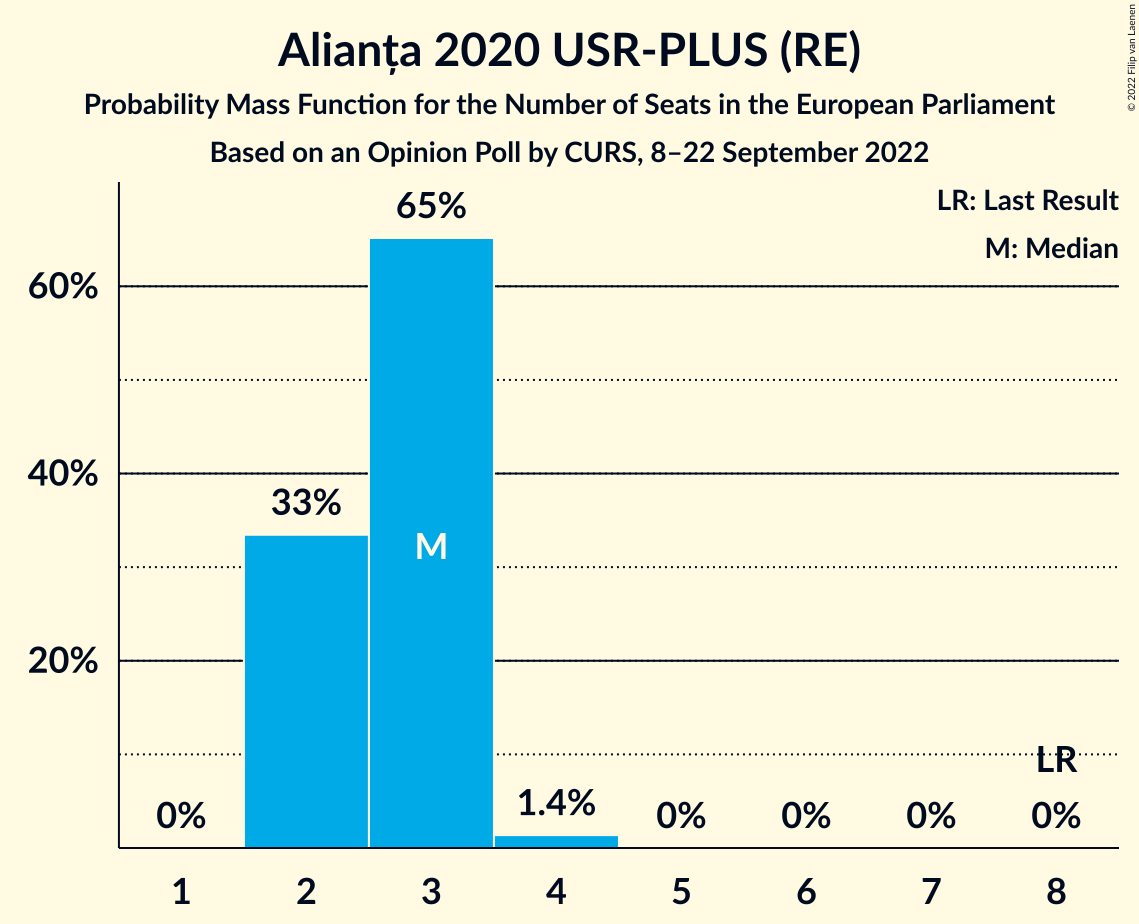 Alianța 2020 USR-PLUS (RE)
Probability Mass Function for the Number of Seats in the European Parliament
Based on an Opinion Poll by CURS, 8–22 September 2022
© 2022 Filip van Laenen
LR: Last Result
M: Median
65%
60%
40%
33%
M
20%
LR
0%
1.4%
0%
0%
0%
0%
1
2
3
4
5
6
7
8